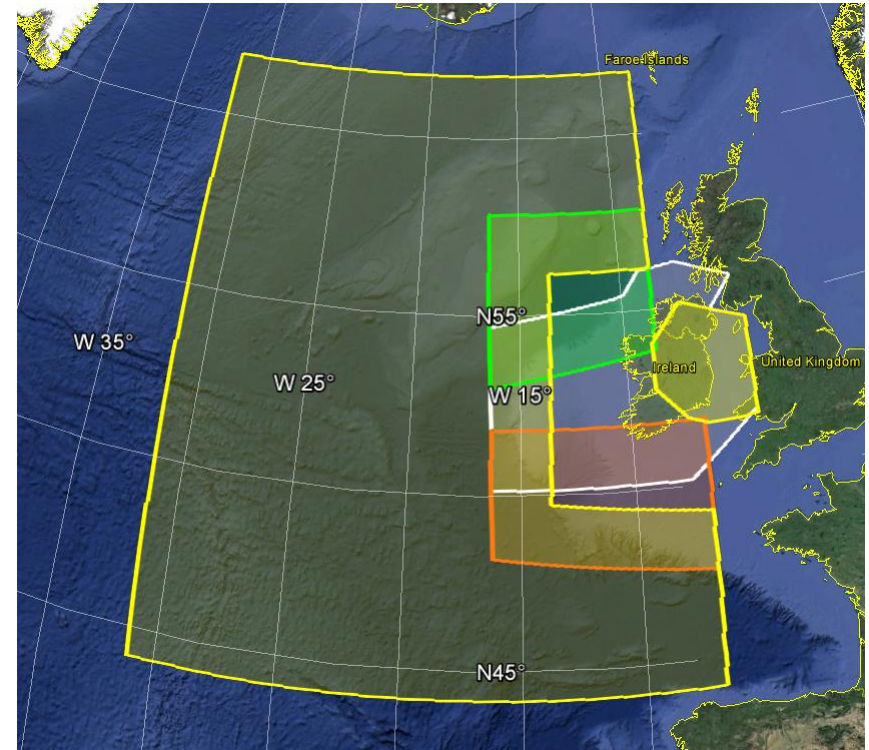 Faroe Islands
N55°
W 35°
Ireland
United Kingdom
W 25°
W 15°
N45°